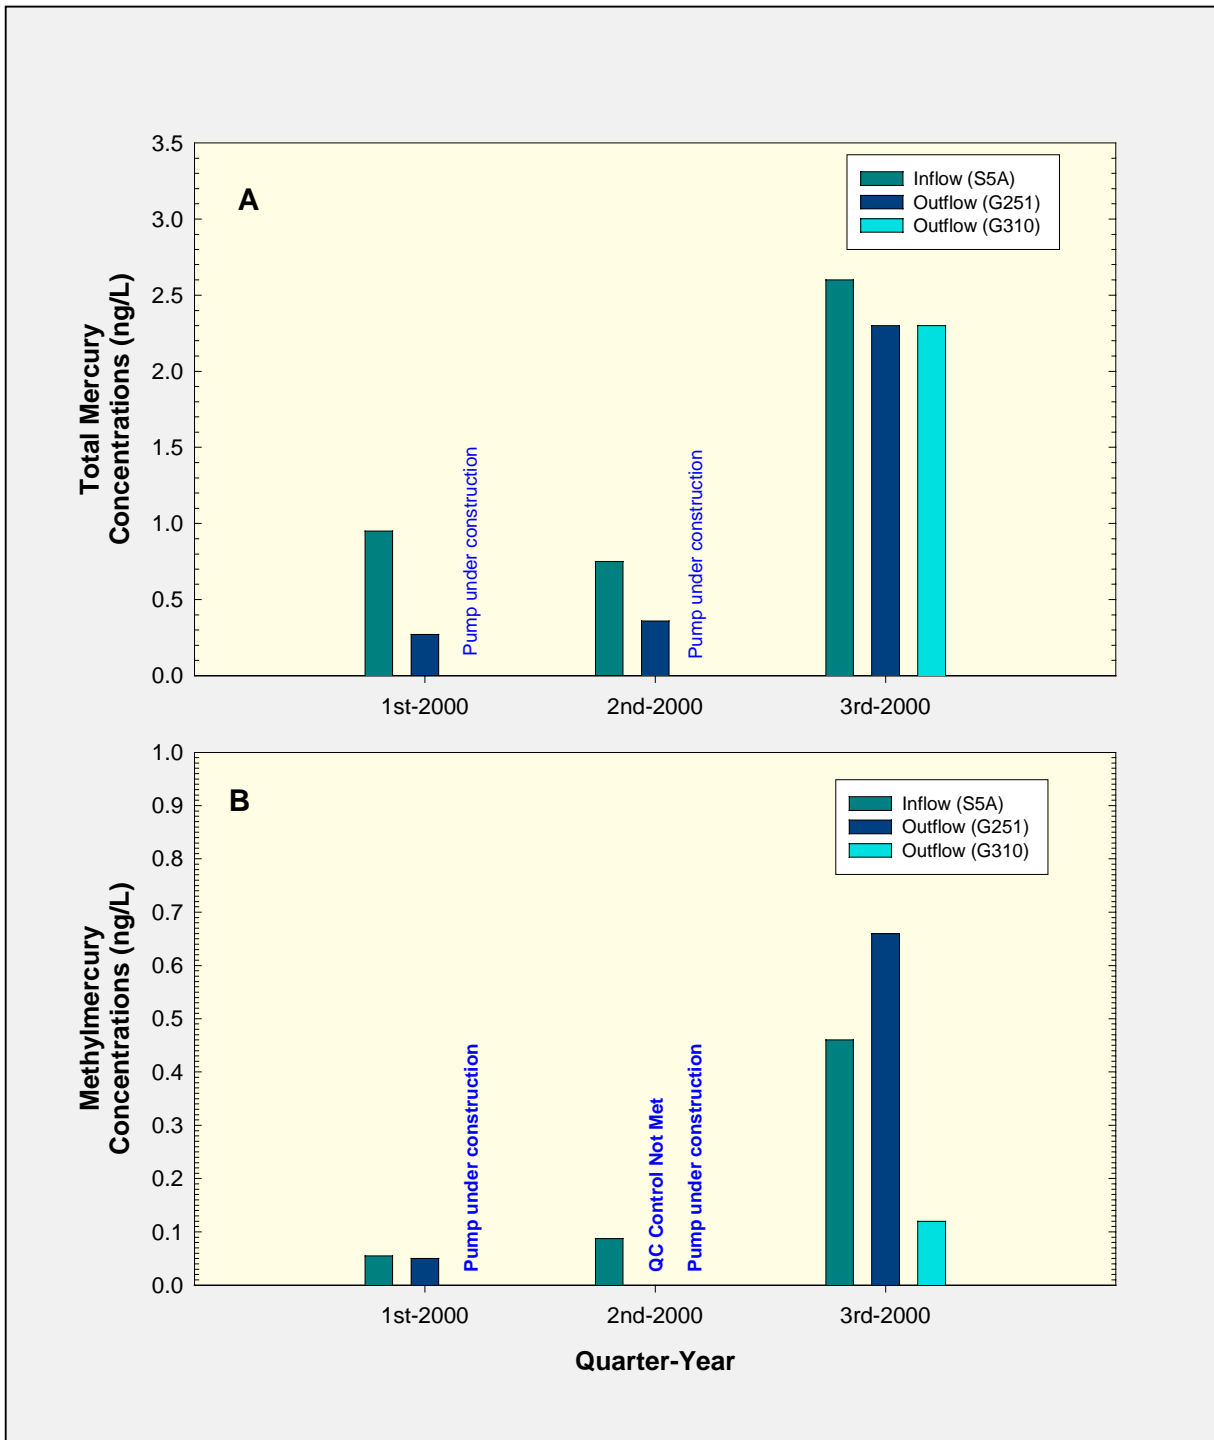 3.5
3.0
2.5
2.0
1.5
1.0
0.5
0.0
Total Mercury
Concentrations (ng/L)
A
Inflow (S5A)
Outflow (G251)
Outflow (G310)
Pump under construction
Pump under construction
1st-2000
2nd-2000
3rd-2000
1.0
0.9
0.8
0.7
0.6
0.5
0.4
0.3
0.2
0.1
0.0
Methylmercury
Concentrations (ng/L)
B
Inflow (S5A)
Outflow (G251)
Outflow (G310)
Pump under construction
QC Control Not Met
Pump under construction
1st-2000
2nd-2000
3rd-2000
Quarter-Year